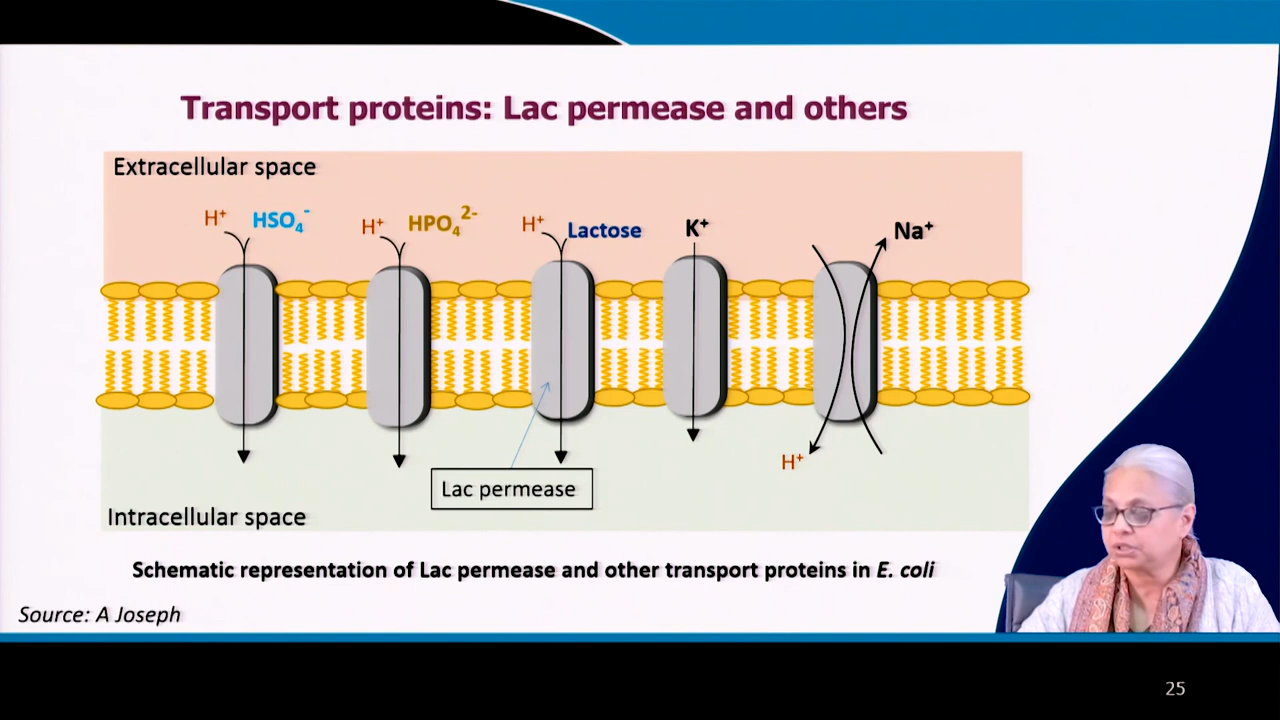 Transport proteins: Lac permease and others
Extracellular space
H⁺ HSO₄⁻ H⁺ HPO₄²⁻ H⁺ Lactose K⁺ Na⁺
H⁺
Lac permease
Intracellular space
Schematic representation of Lac permease and other transport proteins in E. coli
Source: A Joseph
25